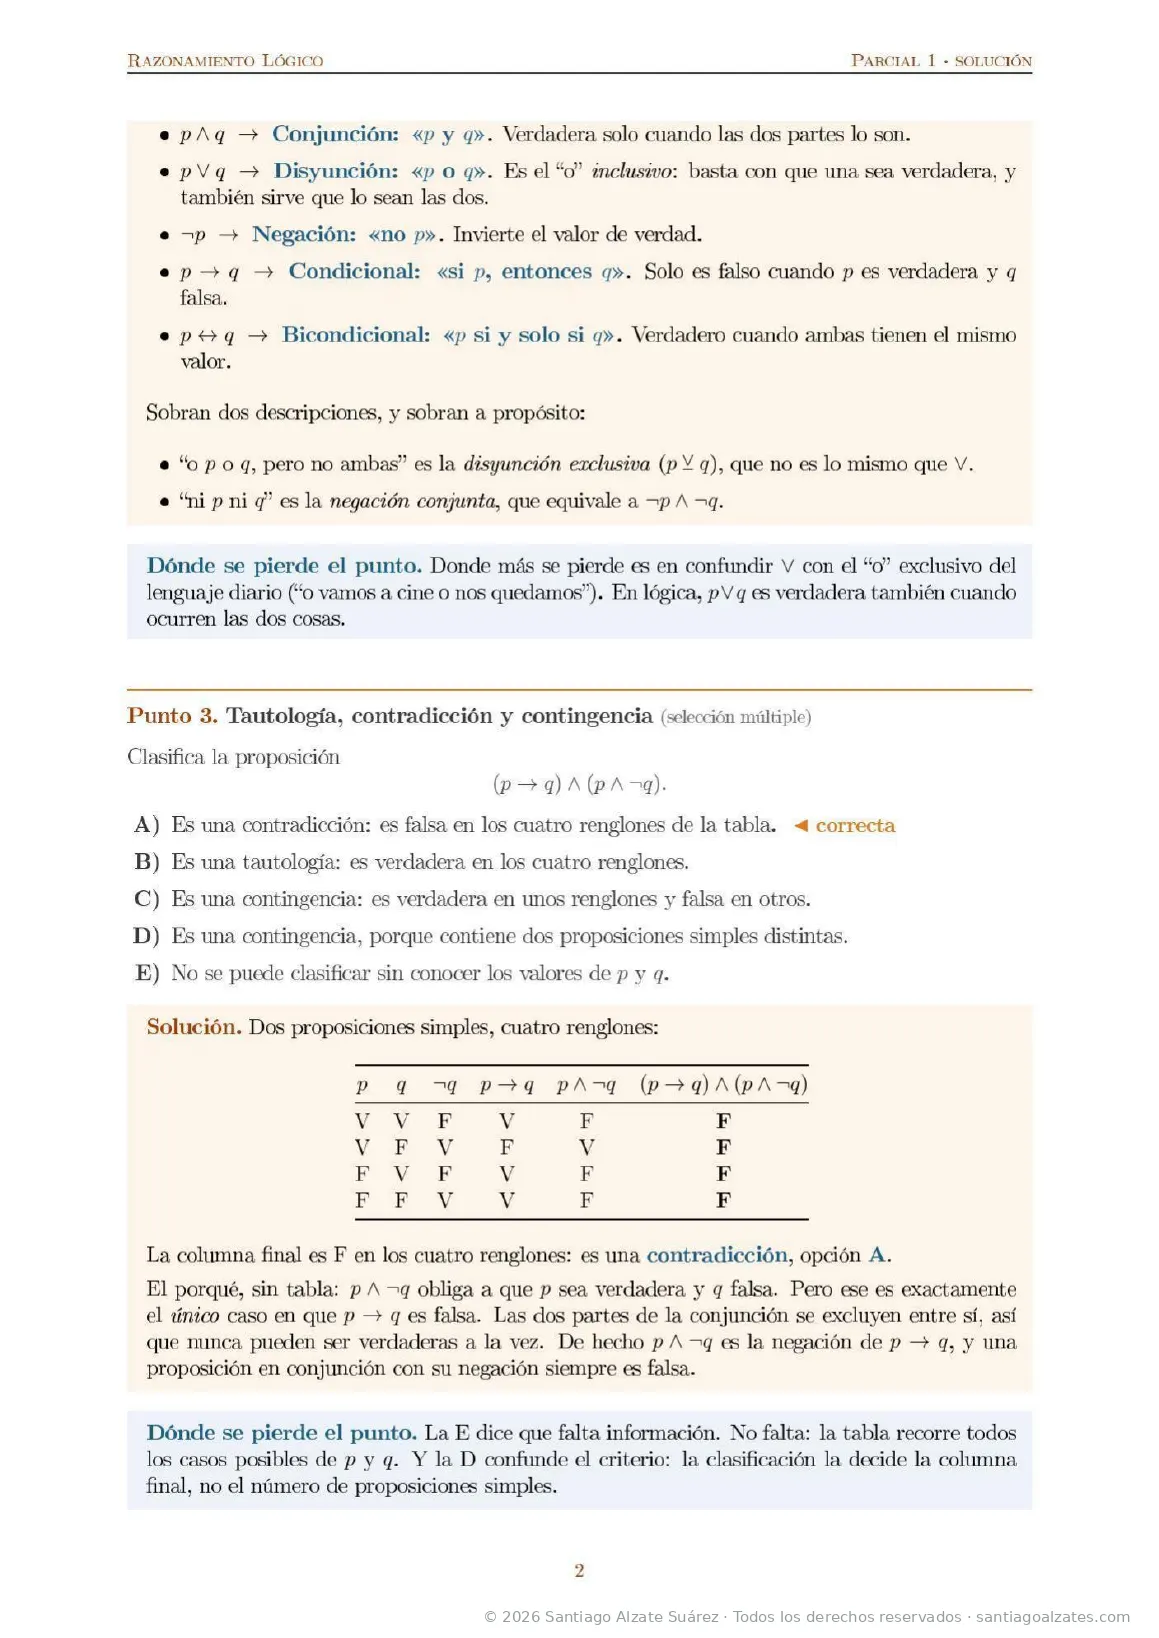 Razonamiento Lógico Parcial 1 · solución
• p ∧ q → Conjunción: «p y q». Verdadera solo cuando las dos partes lo son.
• p ∨ q → Disyunción: «p o q». Es el “o” inclusivo: basta con que una sea verdadera, y
también sirve que lo sean las dos.
• ¬p → Negación: «no p». Invierte el valor de verdad.
• p → q → Condicional: «si p, entonces q». Solo es falso cuando p es verdadera y q
falsa.
• p ↔ q → Bicondicional: «p si y solo si q». Verdadero cuando ambas tienen el mismo
valor.
Sobran dos descripciones, y sobran a propósito:
• “o p o q, pero no ambas” es la disyunción exclusiva (p ⊻ q), que no es lo mismo que ∨.
• “ni p ni q” es la negación conjunta, que equivale a ¬p ∧ ¬q.
Dónde se pierde el punto. Donde más se pierde es en confundir ∨ con el “o” exclusivo del
lenguaje diario (“o vamos a cine o nos quedamos”). En lógica, p∨q es verdadera también cuando
ocurren las dos cosas.
Punto 3. Tautología, contradicción y contingencia (selección múltiple)
Clasifica la proposición
(p → q) ∧ (p ∧ ¬q).
A) Es una contradicción: es falsa en los cuatro renglones de la tabla. ◀ correcta
B) Es una tautología: es verdadera en los cuatro renglones.
C) Es una contingencia: es verdadera en unos renglones y falsa en otros.
D) Es una contingencia, porque contiene dos proposiciones simples distintas.
E) No se puede clasificar sin conocer los valores de p y q.
Solución. Dos proposiciones simples, cuatro renglones:
p q ¬q p → q p ∧ ¬q (p → q) ∧ (p ∧ ¬q)
V V F V F F
V F V F V F
F V F V F F
F F V V F F
La columna final es F en los cuatro renglones: es una contradicción, opción A.
El porqué, sin tabla: p ∧ ¬q obliga a que p sea verdadera y q falsa. Pero ese es exactamente
el único caso en que p → q es falsa. Las dos partes de la conjunción se excluyen entre sí, así
que nunca pueden ser verdaderas a la vez. De hecho p ∧ ¬q es la negación de p → q, y una
proposición en conjunción con su negación siempre es falsa.
Dónde se pierde el punto. La E dice que falta información. No falta: la tabla recorre todos
los casos posibles de p y q. Y la D confunde el criterio: la clasificación la decide la columna
final, no el número de proposiciones simples.
2
© 2026 Santiago Alzate Suárez · Todos los derechos reservados · santiagoalzates.com